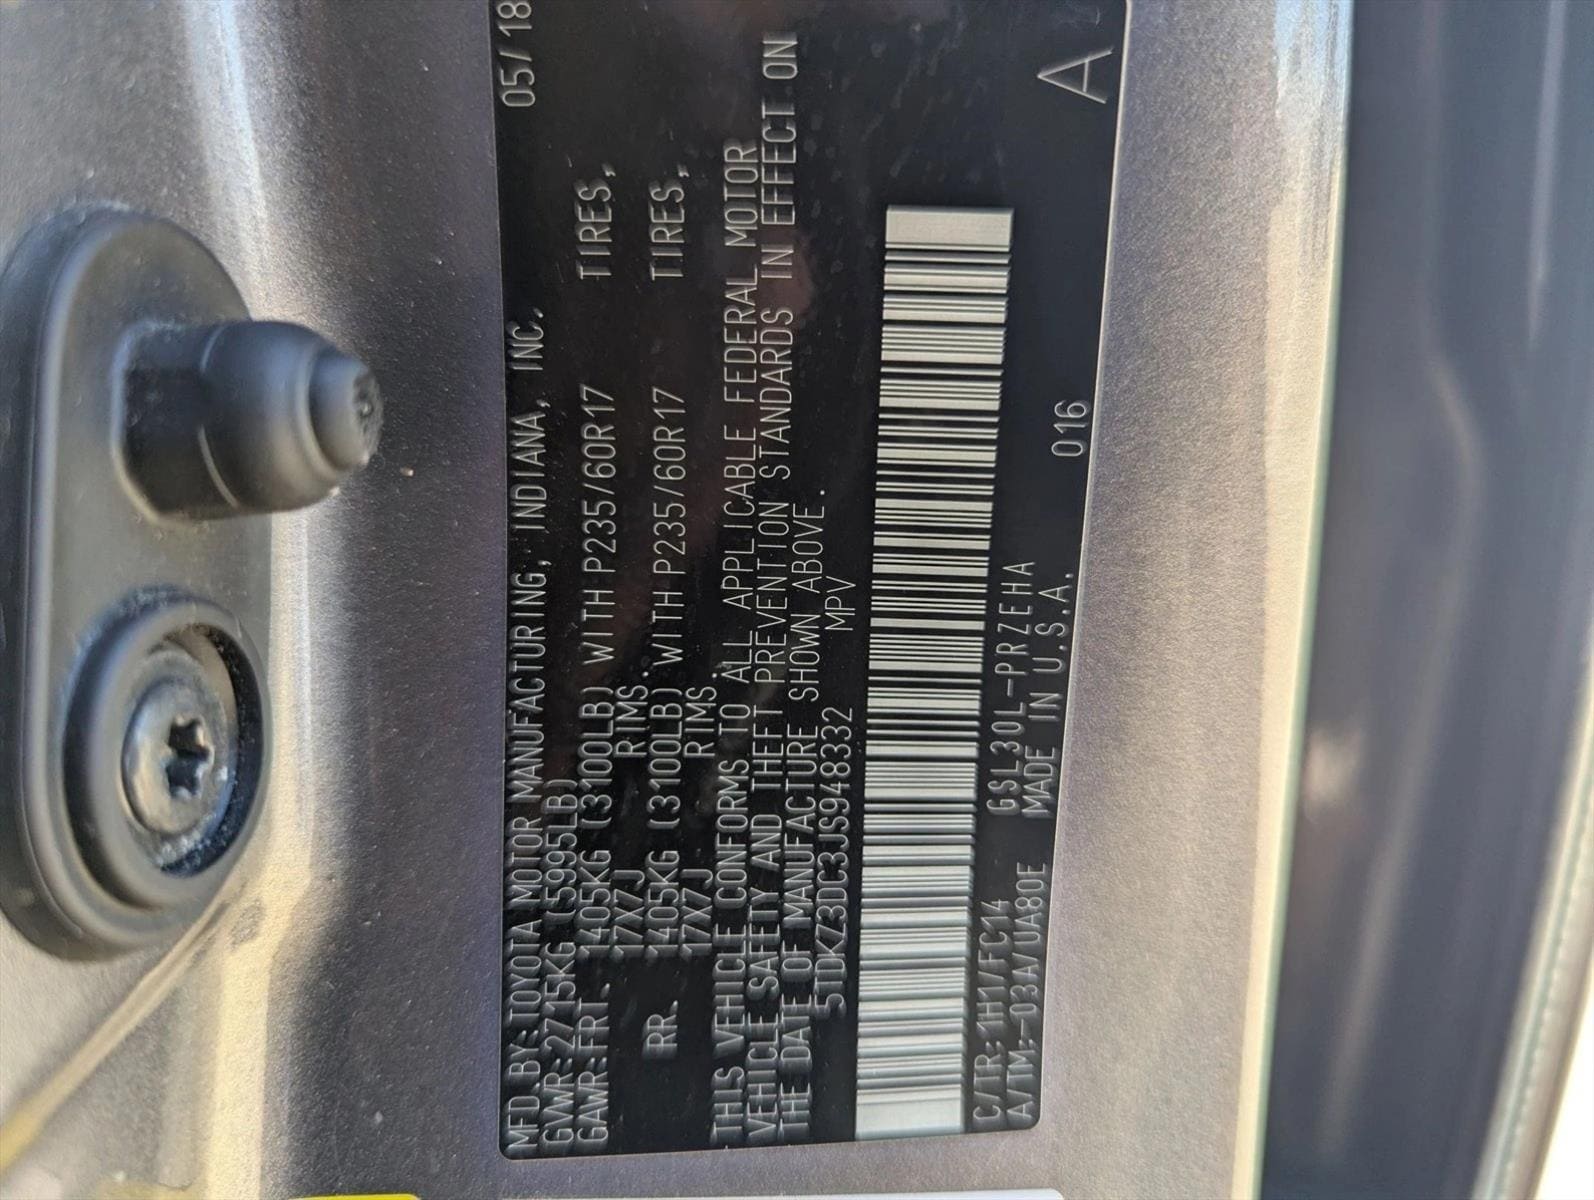 MFD.BY:TOYOTA MOTOR MANUFACTURING, INDIANA, INC. 05/18
GVWR:2715KG(5995LB)
GAWR:FRT. 1405KG (3100LB) WITH P235/60R17 TIRES,
17X7J RIMS..
RR. 1405KG (3100LB) WITH P235/60R17 TIRES,
17X7J RIMS
THIS VEHICLE CONFORMS TO ALL APPLICABLE FEDERAL MOTOR
VEHICLE SAFETY AND THEFT PREVENTION STANDARDS IN EFFECT ON
THE DATE OF MANUFACTURE SHOWN ABOVE.
5TDKZ3DC3JS948332 MPV
C/TR:1H1/FC14 GSL30L-PRZEHA
A/TM:-03A/UA80E MADE IN U.S.A. 016 A